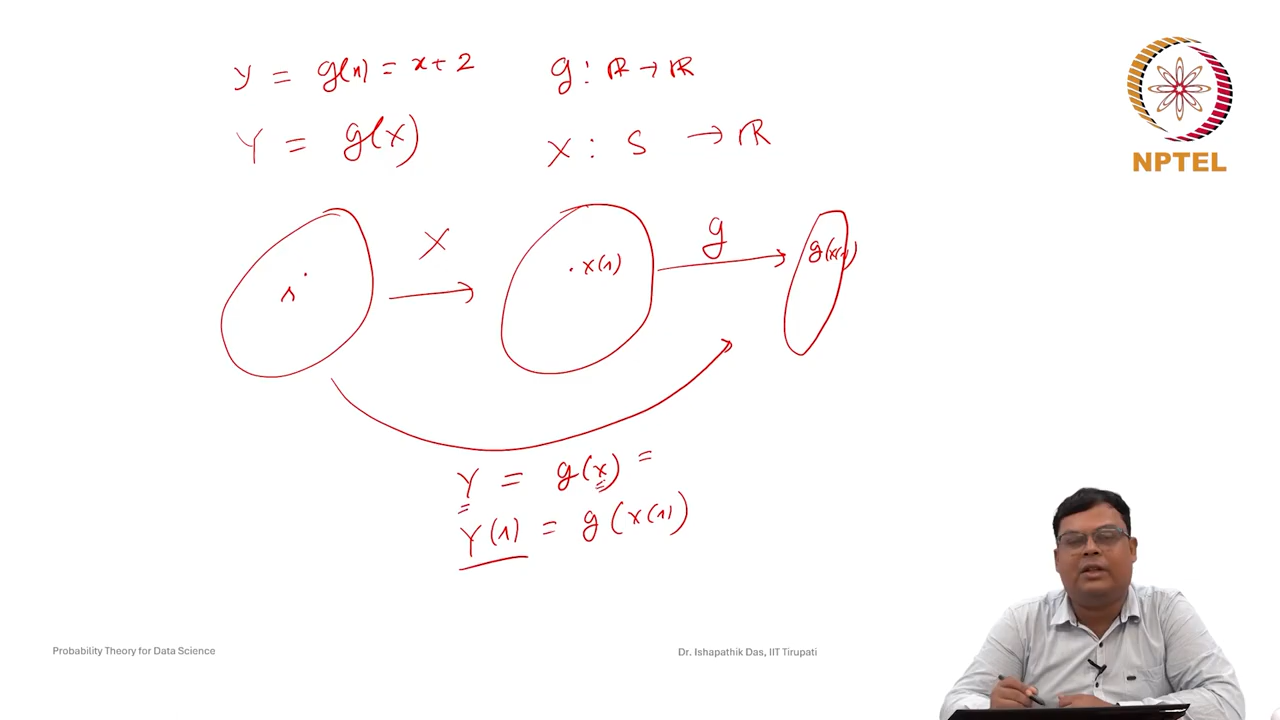 y = g(x) = x + 2 g : ℝ → ℝ
Y = g(X) X : S → ℝ
NPTEL
X
g
s
X(s)
g(X(s))
Y = g(X) =
Y(s) = g(X(s))
Probability Theory for Data Science
Dr. Ishapathik Das, IIT Tirupati